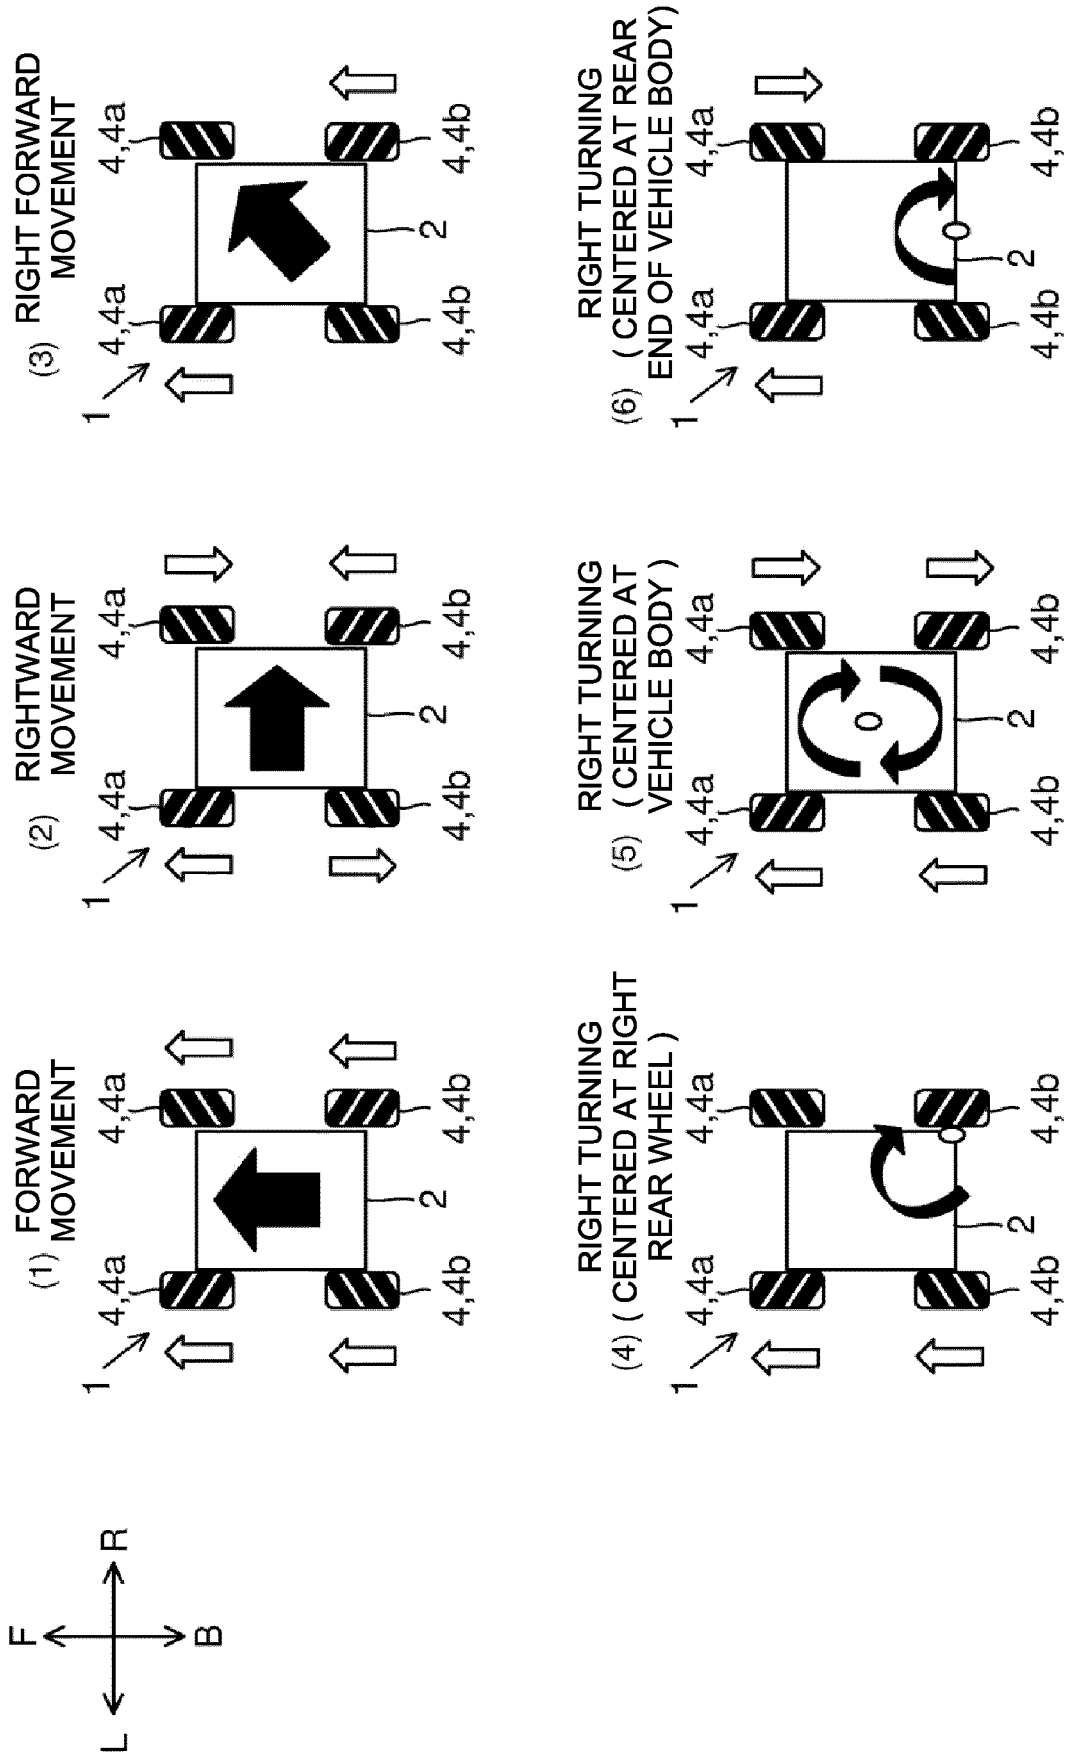 F
L
R
B
(1) FORWARD
MOVEMENT
1
4,4a
4,4a
2
4,4b
4,4b
(2) RIGHTWARD
MOVEMENT
1
4,4a
4,4a
2
4,4b
4,4b
(3) RIGHT FORWARD
MOVEMENT
1
4,4a
4,4a
2
4,4b
4,4b
RIGHT TURNING
(4) ( CENTERED AT RIGHT
REAR WHEEL )
1
4,4a
4,4a
2
4,4b
4,4b
RIGHT TURNING
(5) ( CENTERED AT
VEHICLE BODY )
1
4,4a
4,4a
2
4,4b
4,4b
RIGHT TURNING
(6) ( CENTERED AT REAR
END OF VEHICLE BODY)
1
4,4a
4,4a
2
4,4b
4,4b